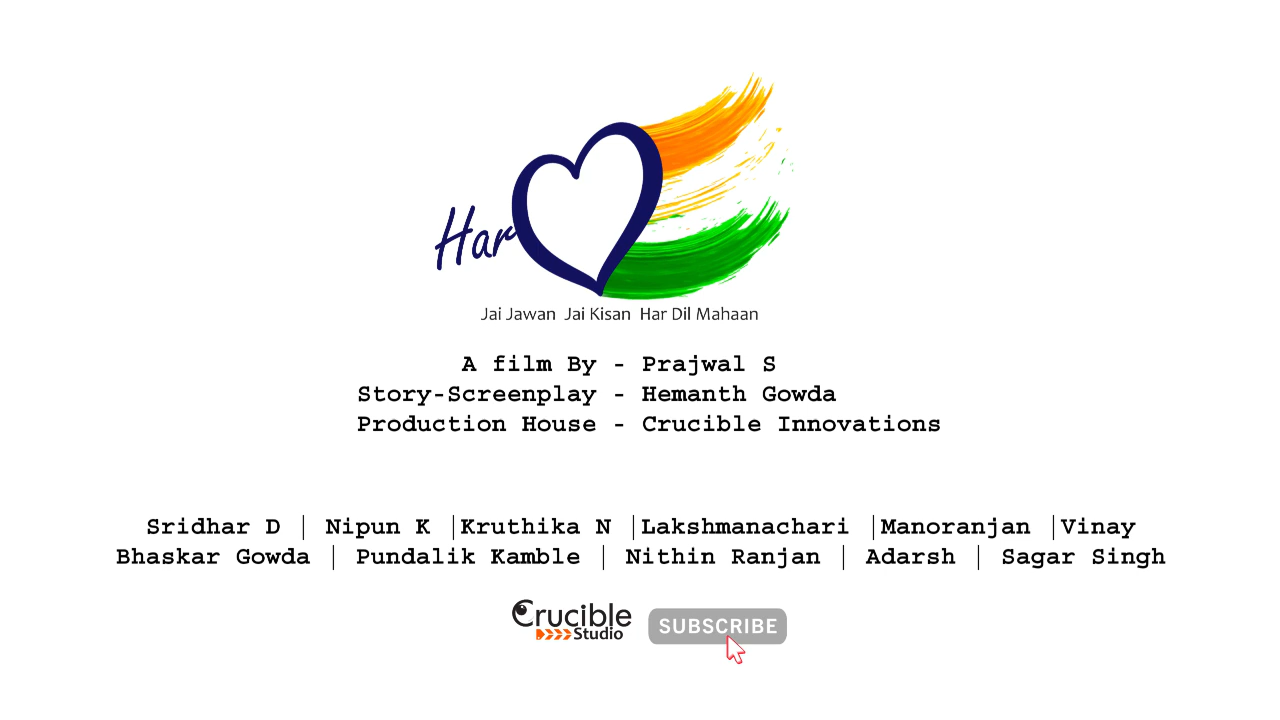 Har
Jai Jawan Jai Kisan Har Dil Mahaan
A film By - Prajwal S
Story-Screenplay - Hemanth Gowda
Production House - Crucible Innovations
Sridhar D | Nipun K |Kruthika N |Lakshmanachari |Manoranjan |Vinay
Bhaskar Gowda | Pundalik Kamble | Nithin Ranjan | Adarsh | Sagar Singh
Crucible
Studio
SUBSCRIBE